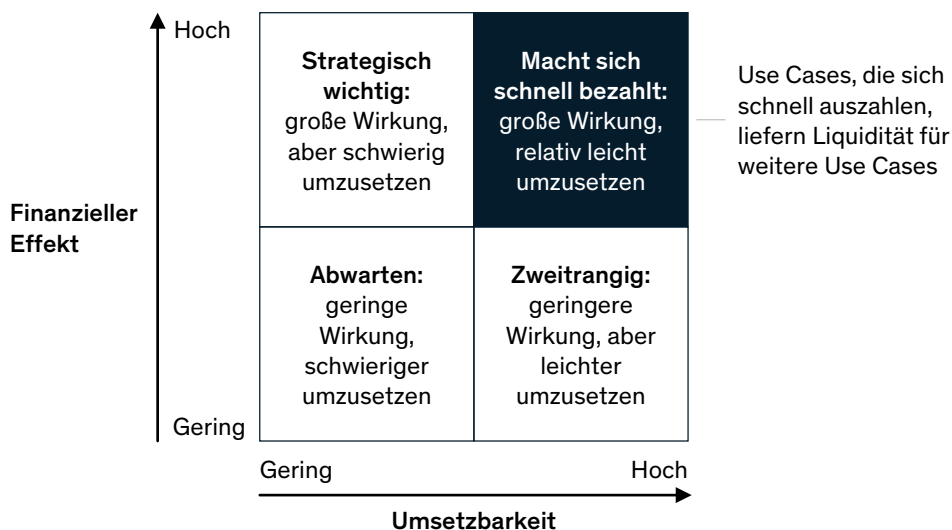 Hoch
Strategisch
wichtig:
große Wirkung,
aber schwierig
umzusetzen
Macht sich
schnell bezahlt:
große Wirkung,
relativ leicht
umzusetzen
Use Cases, die sich
schnell auszahlen,
liefern Liquidität für
weitere Use Cases
Finanzieller
Effekt
Abwarten:
geringe
Wirkung,
schwieriger
umzusetzen
Zweitrangig:
geringere
Wirkung, aber
leichter
umzusetzen
Gering
Gering
Hoch
Umsetzbarkeit